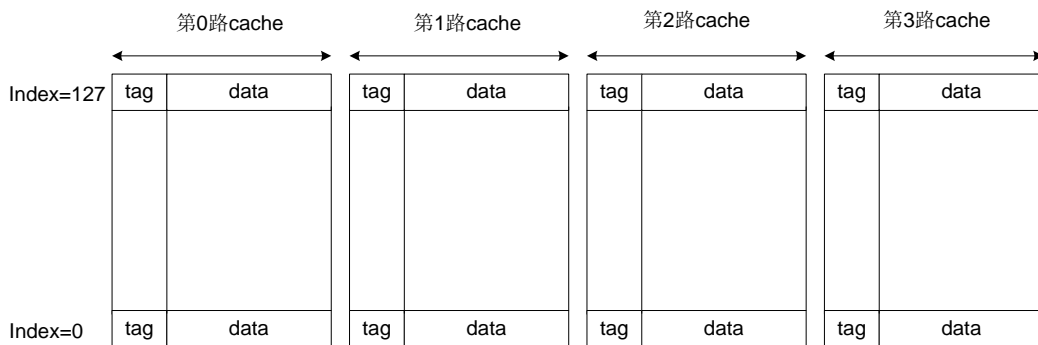 第0路cache 第1路cache 第2路cache 第3路cache
Index=127 tag data tag data tag data tag data
Index=0 tag data tag data tag data tag data